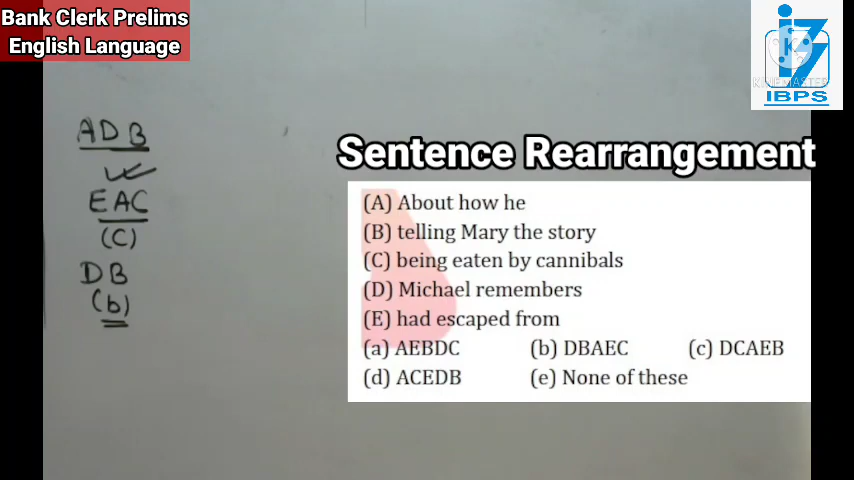 Bank Clerk Prelims
English Language
K
KINEMASTER
IBPS
ADB
EAC
(C)
DB
(b)
Sentence Rearrangement
(A) About how he
(B) telling Mary the story
(C) being eaten by cannibals
(D) Michael remembers
(E) had escaped from
(a) AEBDC (b) DBAEC (c) DCAEB
(d) ACEDB (e) None of these